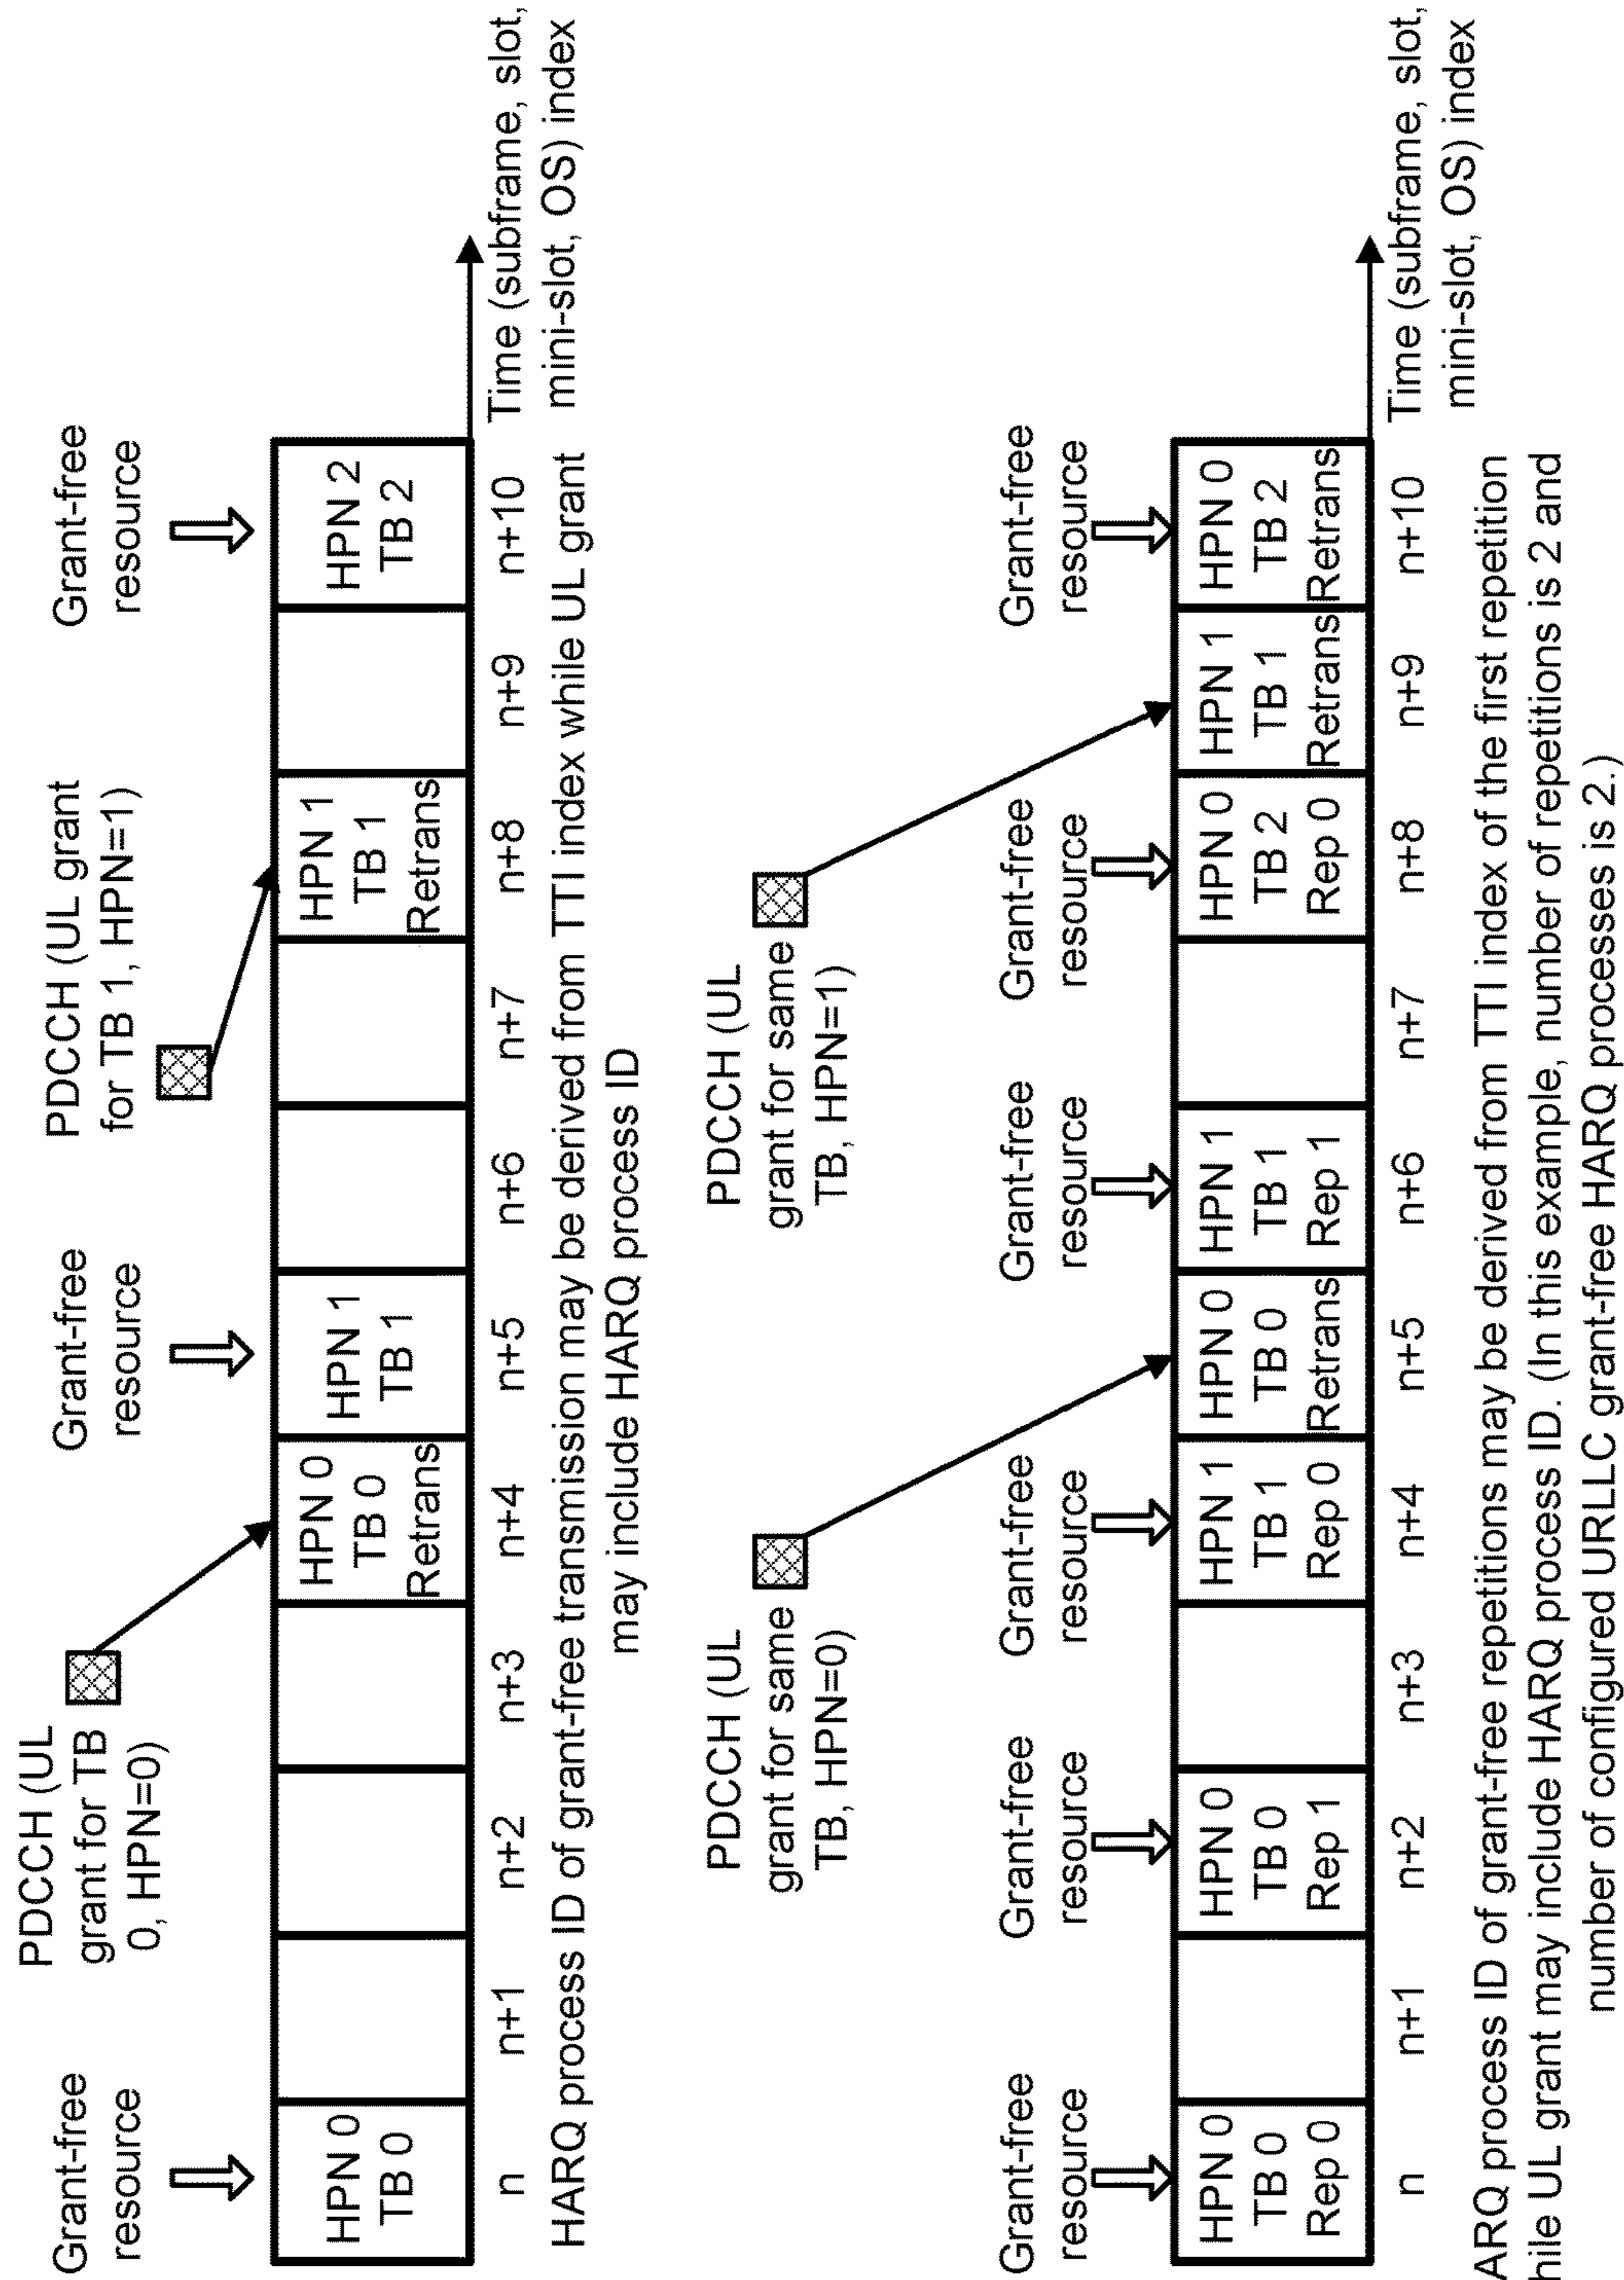 Grant-free
resource
PDCCH (UL
grant for TB
0, HPN=0)
Grant-free
resource
PDCCH (UL grant
for TB 1, HPN=1)
Grant-free
resource
HPN 0
TB 0
HPN 0
TB 0
Retrans
HPN 1
TB 1
HPN 1
TB 1
Retrans
HPN 2
TB 2
n
n+1
n+2
n+3
n+4
n+5
n+6
n+7
n+8
n+9
n+10
Time (subframe, slot,
mini-slot, OS) index
HARQ process ID of grant-free transmission may be derived from TTI index while UL grant
may include HARQ process ID
PDCCH (UL
grant for same
TB, HPN=0)
PDCCH (UL
grant for same
TB, HPN=1)
Grant-free
resource
Grant-free
resource
Grant-free
resource
Grant-free
resource
Grant-free
resource
Grant-free
resource
HPN 0
TB 0
Rep 0
HPN 0
TB 0
Rep 1
HPN 1
TB 1
Rep 0
HPN 0
TB 0
Retrans
HPN 1
TB 1
Rep 1
HPN 0
TB 2
Rep 0
HPN 1
TB 1
Retrans
HPN 0
TB 2
Retrans
n
n+1
n+2
n+3
n+4
n+5
n+6
n+7
n+8
n+9
n+10
Time (subframe, slot,
mini-slot, OS) index
ARQ process ID of grant-free repetitions may be derived from TTI index of the first repetition
hile UL grant may include HARQ process ID. (In this example, number of repetitions is 2 and
number of configured URLLC grant-free HARQ processes is 2.)